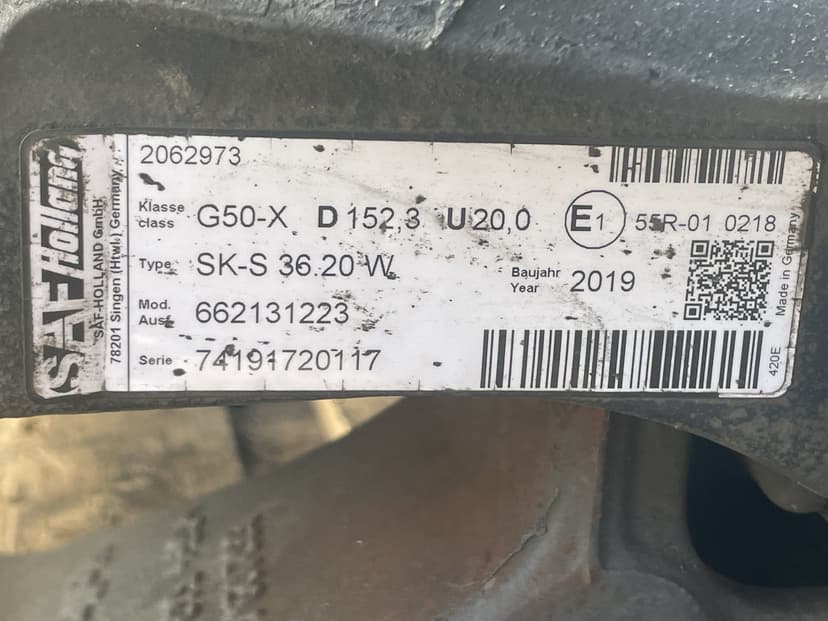 SAF Holland
SAF-HOLLAND GmbH
78201 Singen (Htwl.) Germany
2062973
Klasse
class
G50-X D 152,3 U 20,0 E1 55R-01 0218
Type SK-S 36.20 W
Baujahr
Year
2019
Mod.
Ausf.
662131223
Serie 74191720117
Made in Germany
420E